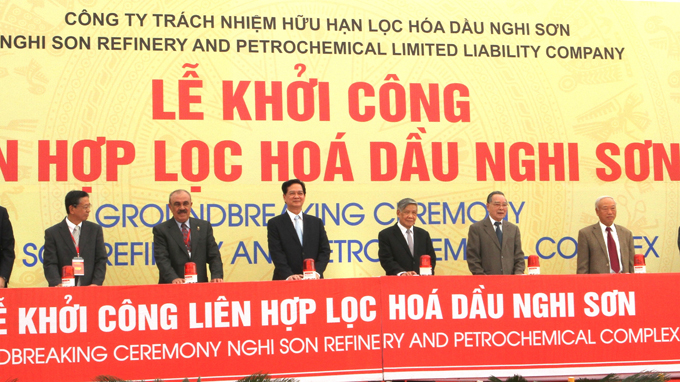 CÔNG TY TRÁCH NHIỆM HỮU HẠN LỌC HÓA DẦU NGHI SƠN
NGHI SON REFINERY AND PETROCHEMICAL LIMITED LIABILITY COMPANY
LỄ KHỞI CÔNG
N HỢP LỌC HOÁ DẦU NGHI SƠN
GROUNDBREAKING CEREMONY
SON REFINERY AND PETROCHEMICAL COMPLEX
Ễ KHỞI CÔNG LIÊN HỢP LỌC HOÁ DẦU NGHI SƠN
DBREAKING CEREMONY NGHI SON REFINERY AND PETROCHEMICAL COMPLEX